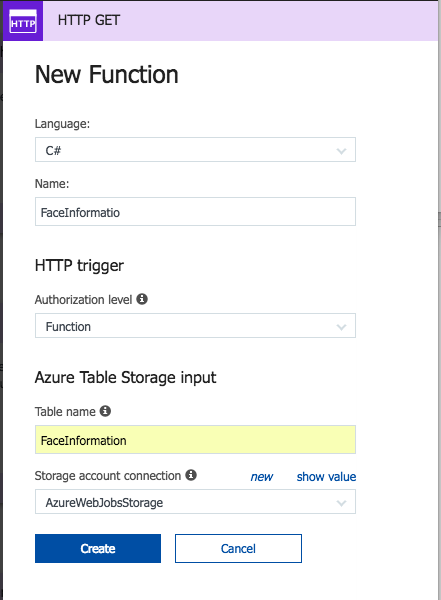 HTTP
HTTP GET
New Function
Language:
C#
Name:
FaceInformatio
HTTP trigger
Authorization level
Function
Azure Table Storage input
Table name
FaceInformation
Storage account connection new show value
AzureWebJobsStorage
Create Cancel